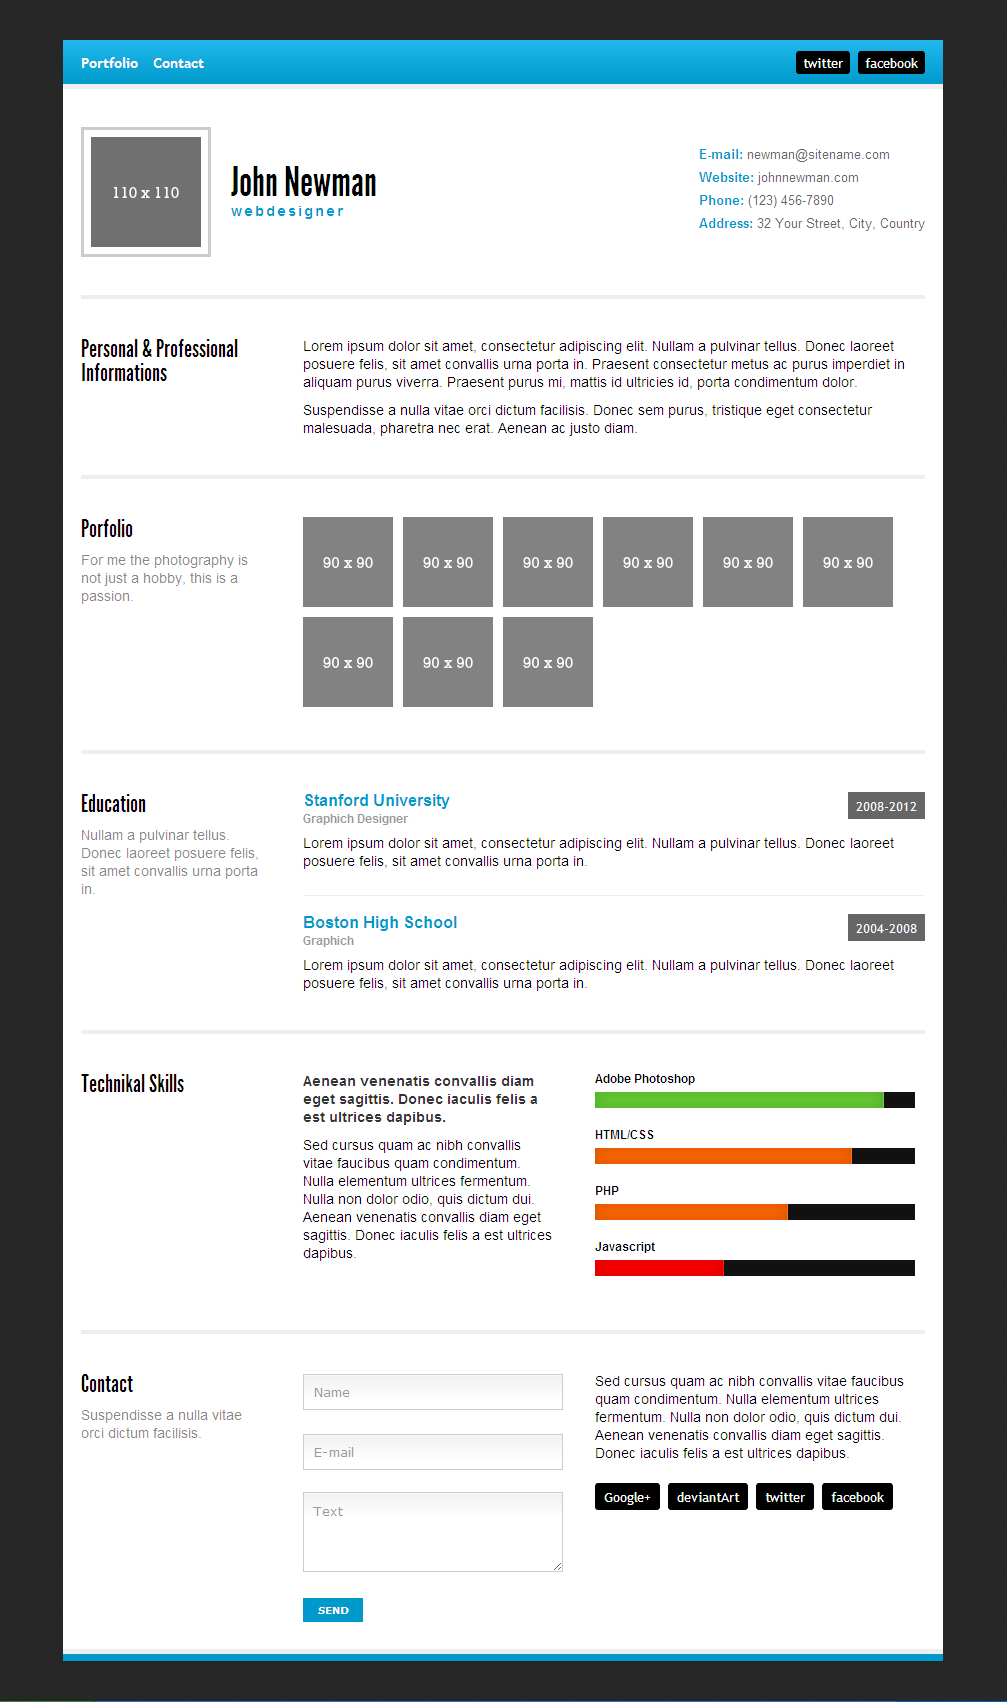 Portfolio Contact twitter facebook
110 x 110
John Newman
webdesigner
E-mail: newman@sitename.com
Website: johnnewman.com
Phone: (123) 456-7890
Address: 32 Your Street, City, Country
Personal & Professional
Informations
Lorem ipsum dolor sit amet, consectetur adipiscing elit. Nullam a pulvinar tellus. Donec laoreet
posuere felis, sit amet convallis urna porta in. Praesent consectetur metus ac purus imperdiet in
aliquam purus viverra. Praesent purus mi, mattis id ultricies id, porta condimentum dolor.
Suspendisse a nulla vitae orci dictum facilisis. Donec sem purus, tristique eget consectetur
malesuada, pharetra nec erat. Aenean ac justo diam.
Porfolio
For me the photography is
not just a hobby, this is a
passion.
90 x 90 90 x 90 90 x 90 90 x 90 90 x 90 90 x 90
90 x 90 90 x 90 90 x 90
Education
Nullam a pulvinar tellus.
Donec laoreet posuere felis,
sit amet convallis urna porta
in.
Stanford University 2008-2012
Graphich Designer
Lorem ipsum dolor sit amet, consectetur adipiscing elit. Nullam a pulvinar tellus. Donec laoreet
posuere felis, sit amet convallis urna porta in.
Boston High School 2004-2008
Graphich
Lorem ipsum dolor sit amet, consectetur adipiscing elit. Nullam a pulvinar tellus. Donec laoreet
posuere felis, sit amet convallis urna porta in.
Technikal Skills
Aenean venenatis convallis diam
eget sagittis. Donec iaculis felis a
est ultrices dapibus.
Sed cursus quam ac nibh convallis
vitae faucibus quam condimentum.
Nulla elementum ultrices fermentum.
Nulla non dolor odio, quis dictum dui.
Aenean venenatis convallis diam eget
sagittis. Donec iaculis felis a est ultrices
dapibus.
Adobe Photoshop
HTML/CSS
PHP
Javascript
Contact
Suspendisse a nulla vitae
orci dictum facilisis.
Name
E-mail
Text
SEND
Sed cursus quam ac nibh convallis vitae faucibus
quam condimentum. Nulla elementum ultrices
fermentum. Nulla non dolor odio, quis dictum dui.
Aenean venenatis convallis diam eget sagittis.
Donec iaculis felis a est ultrices dapibus.
Google+ deviantArt twitter facebook